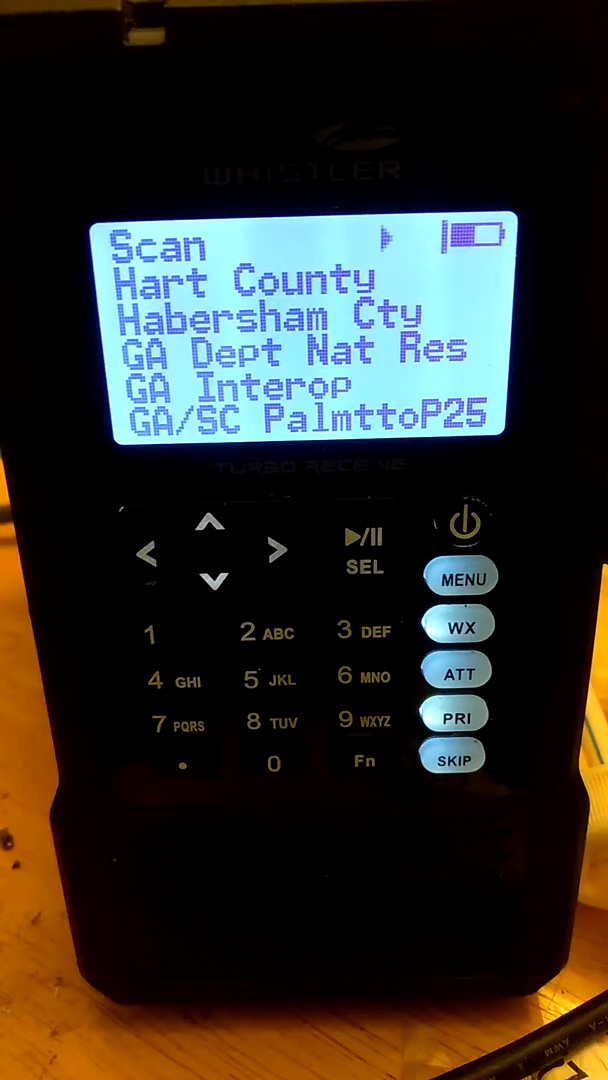 WHISTLER
Scan
Hart County
Habersham Cty
GA Dept Nat Res
GA Interop
GA/SC PalmttoP25
TURBO RECEIVE
SEL
MENU
1 2 ABC 3 DEF WX
4 GHI 5 JKL 6 MNO ATT
7 PQRS 8 TUV 9 WXYZ PRI
. 0 Fn SKIP
AWM